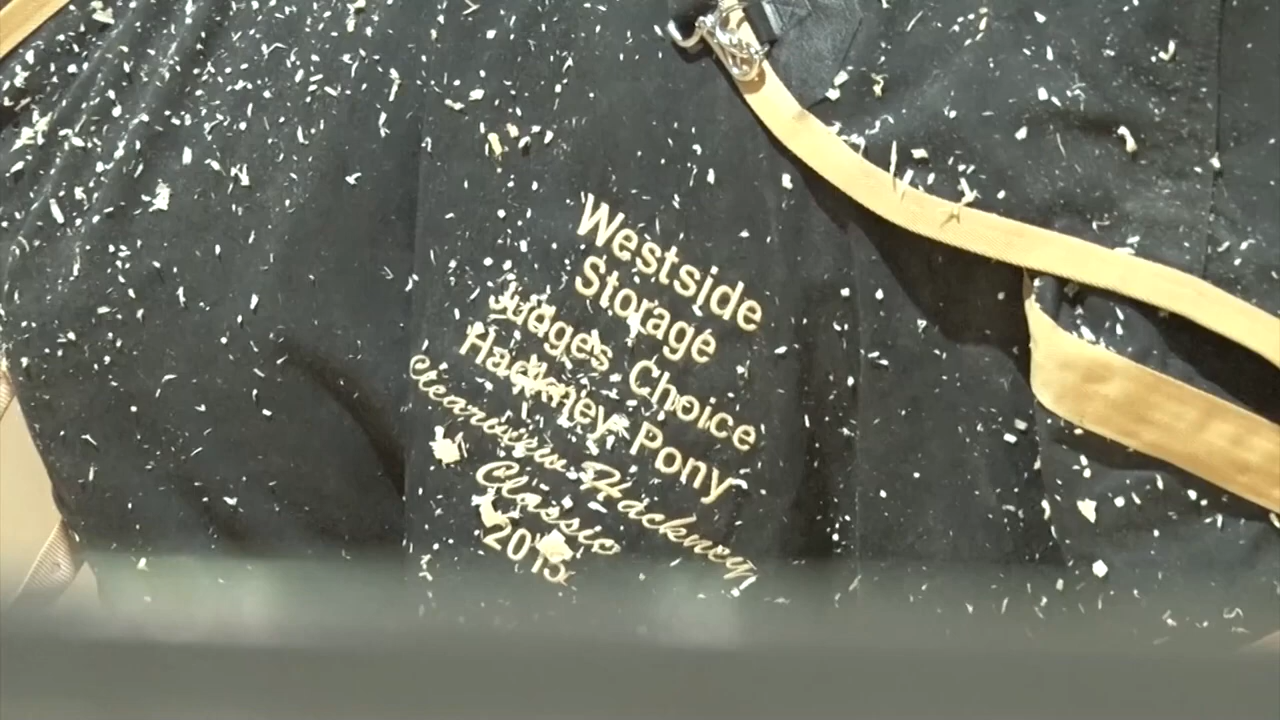 Westside
Storage
Judges Choice
Hackney Pony
Clearview Hackney
Classic
2015